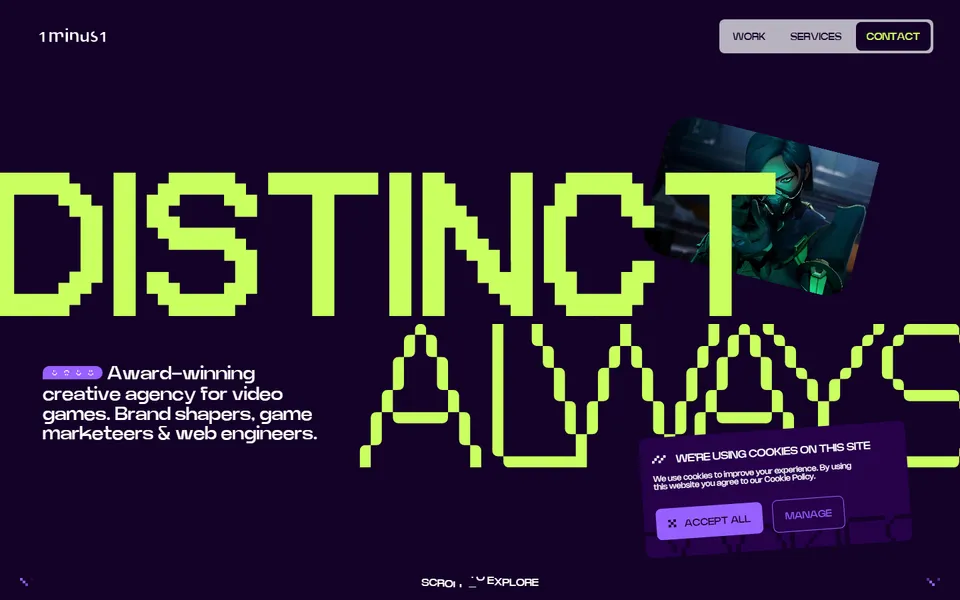 1minus1
WORK SERVICES CONTACT
DISTINCT
ALWAYS
Award-winning
creative agency for video
games. Brand shapers, game
marketeers & web engineers.
WE'RE USING COOKIES ON THIS SITE
We use cookies to improve your experience. By using
this website you agree to our Cookie Policy.
ACCEPT ALL MANAGE
EXPLORE